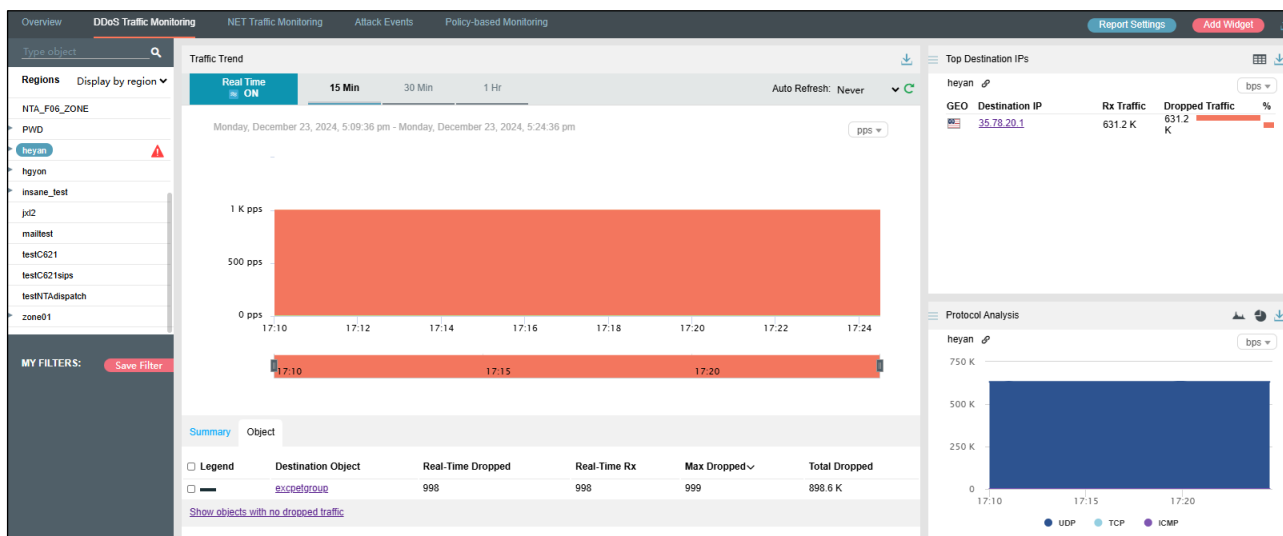 Overview DDoS Traffic Monitoring NET Traffic Monitoring Attack Events Policy-based Monitoring Report Settings Add Widget
Type object
Regions Display by region
NTA_F06_ZONE
PWD
heyan
hgyon
insane_test
jxl2
mailtest
testC621
testC621sips
testNTAdispatch
zone01
MY FILTERS: Save Filter
Traffic Trend
Real Time
ON
15 Min 30 Min 1 Hr
Auto Refresh: Never
Monday, December 23, 2024, 5:09:36 pm - Monday, December 23, 2024, 5:24:36 pm
pps
1 K pps
500 pps
0 pps
17:10 17:12 17:14 17:16 17:18 17:20 17:22 17:24
17:10 17:15 17:20
Summary Object
Legend Destination Object Real-Time Dropped Real-Time Rx Max Dropped Total Dropped
excpetgroup 998 998 999 898.6 K
Show objects with no dropped traffic
Top Destination IPs
heyan
bps
GEO Destination IP Rx Traffic Dropped Traffic %
35.78.20.1 631.2 K 631.2
K
Protocol Analysis
heyan
bps
750 K
500 K
250 K
0
17:10 17:15 17:20
UDP TCP ICMP